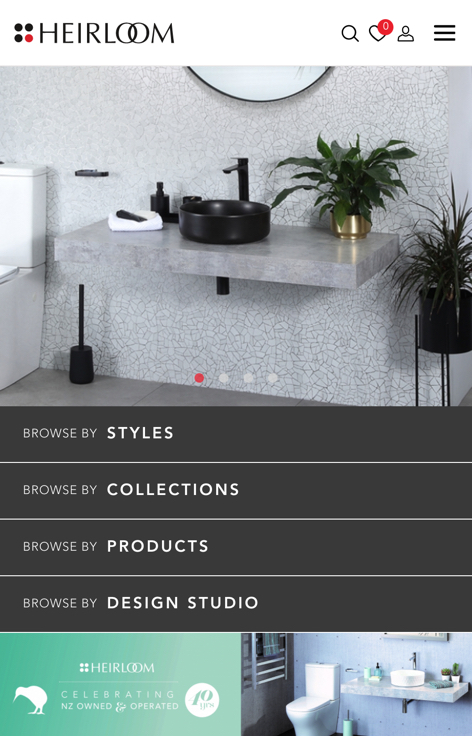 HEIRLOOM
0
BROWSE BY STYLES
BROWSE BY COLLECTIONS
BROWSE BY PRODUCTS
BROWSE BY DESIGN STUDIO
HEIRLOOM
CELEBRATING
NZ OWNED & OPERATED
10 yrs